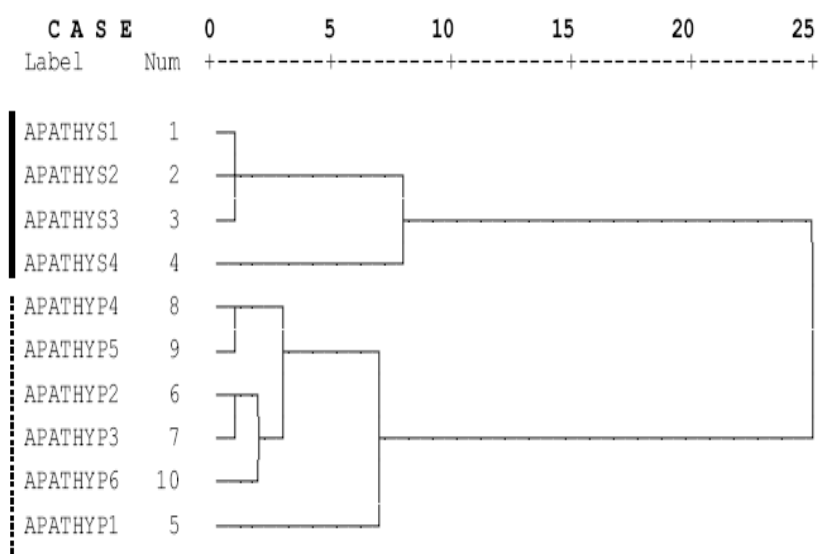 C A S E 0 5 10 15 20 25
Label Num +---------+---------+---------+---------+---------+
APATHYS1 1
APATHYS2 2
APATHYS3 3
APATHYS4 4
APATHYP4 8
APATHYP5 9
APATHYP2 6
APATHYP3 7
APATHYP6 10
APATHYP1 5